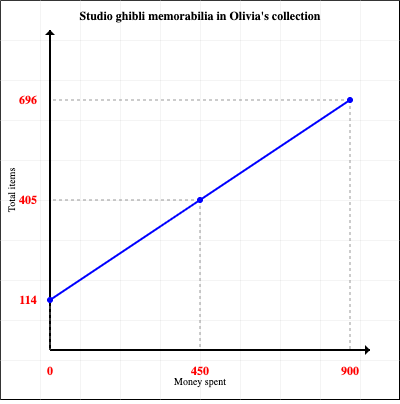 Studio ghibli memorabilia in Olivia's collection
696
405
114
Total items
0 450 900
Money spent